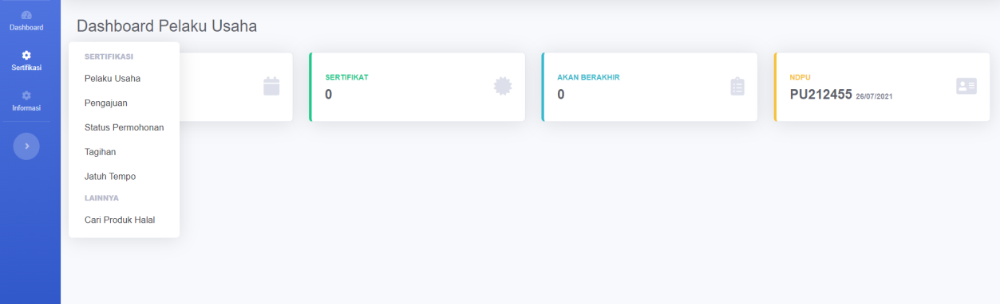 Dashboard
Sertifikasi
Informasi
Dashboard Pelaku Usaha
SERTIFIKASI
Pelaku Usaha
Pengajuan
Status Permohonan
Tagihan
Jatuh Tempo
LAINNYA
Cari Produk Halal
SERTIFIKAT
0
AKAN BERAKHIR
0
NDPU
PU212455 26/07/2021